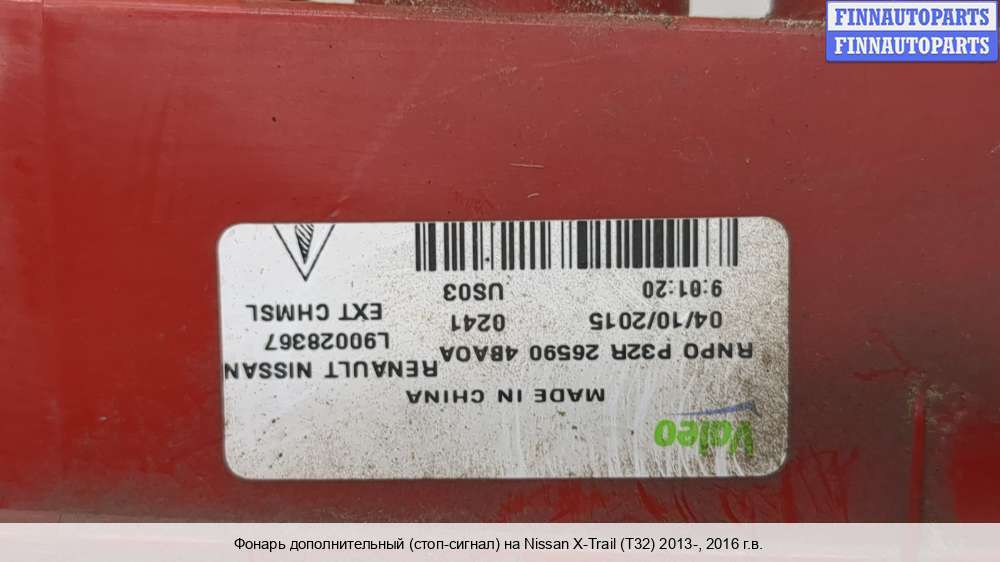 FINNAUTOPARTS
FINNAUTOPARTS
Valeo
MADE IN CHINA
RNPO P32R 26590 4BA0A RENAULT NISSAN
04/10/2015 0241 L90028367
9:01:20 US03 EXT CHMSL
Фонарь дополнительный (стоп-сигнал) на Nissan X-Trail (T32) 2013-, 2016 г.в.